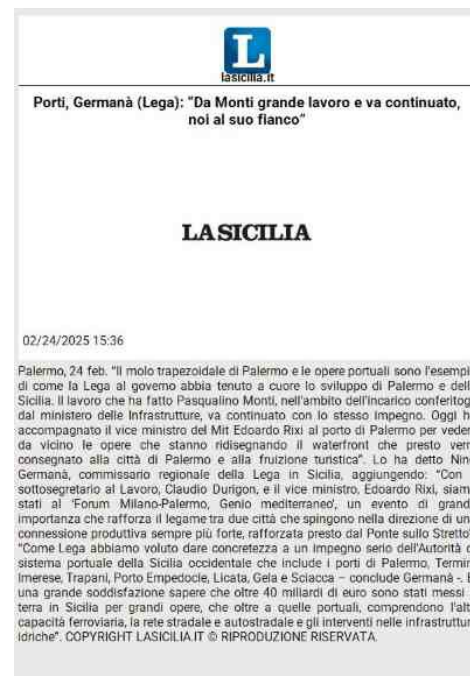 L
lasicilia.it
Porti, Germanà (Lega): "Da Monti grande lavoro e va continuato,
noi al suo fianco"
LA SICILIA
02/24/2025 15:36
Palermo, 24 feb. "Il molo trapezoidale di Palermo e le opere portuali sono l'esempi
di come la Lega al governo abbia tenuto a cuore lo sviluppo di Palermo e dell
Sicilia. Il lavoro che ha fatto Pasqualino Monti, nell'ambito dell'incarico conferitog
dal ministero delle Infrastrutture, va continuato con lo stesso impegno. Oggi h
accompagnato il vice ministro del Mit Edoardo Rixi al porto di Palermo per veder
da vicino le opere che stanno ridisegnando il waterfront che presto verr
consegnato alla città di Palermo e alla fruizione turistica". Lo ha detto Nin
Germanà, commissario regionale della Lega in Sicilia, aggiungendo: "Con
sottosegretario al Lavoro, Claudio Durigon, e il vice ministro, Edoardo Rixi, siam
stati al 'Forum Milano-Palermo, Genio mediterraneo', un evento di grand
importanza che rafforza il legame tra due città che spingono nella direzione di un
connessione produttiva sempre più forte, rafforzata presto dal Ponte sullo Stretto"
"Come Lega abbiamo voluto dare concretezza a un impegno serio dell'Autorità d
sistema portuale della Sicilia occidentale che include i porti di Palermo, Termin
Imerese, Trapani, Porto Empedocle, Licata, Gela e Sciacca – conclude Germanà -. E
una grande soddisfazione sapere che oltre 40 miliardi di euro sono stati messi
terra in Sicilia per grandi opere, che oltre a quelle portuali, comprendono l'alt
capacità ferroviaria, la rete stradale e autostradale e gli interventi nelle infrastruttur
idriche". COPYRIGHT LASICILIA.IT © RIPRODUZIONE RISERVATA.